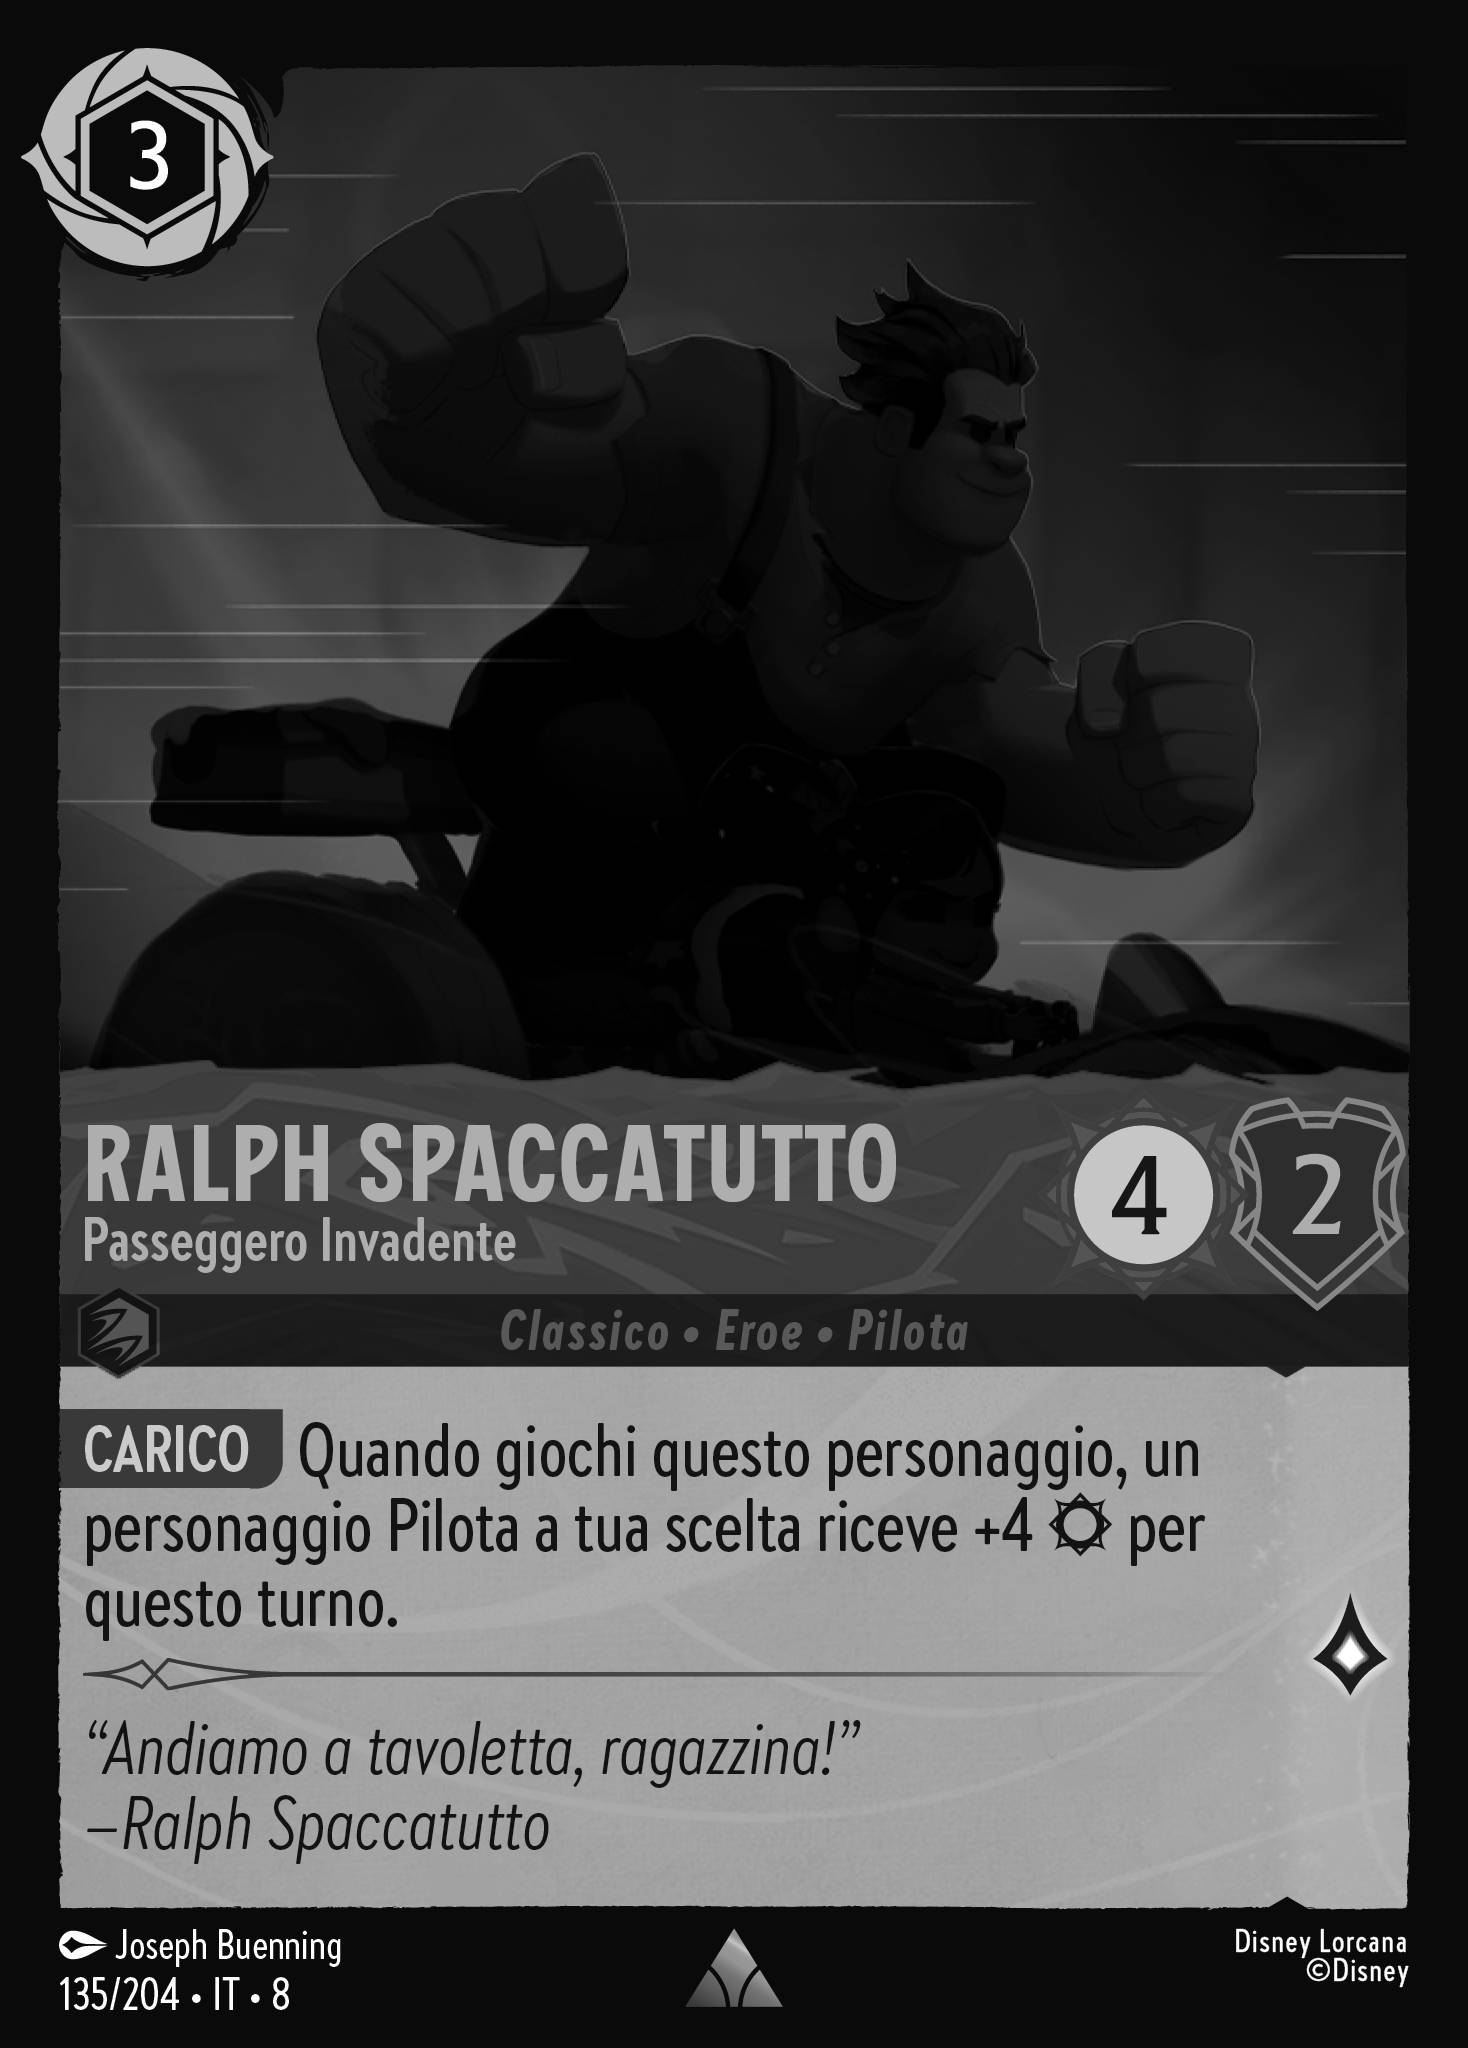 3
RALPH SPACCATUTTO
Passeggero Invadente
4 2
Classico • Eroe • Pilota
CARICO Quando giochi questo personaggio, un
personaggio Pilota a tua scelta riceve +4 per
questo turno.
“Andiamo a tavoletta, ragazzina!”
–Ralph Spaccatutto
Joseph Buenning
135/204 • IT • 8
Disney Lorcana
©Disney